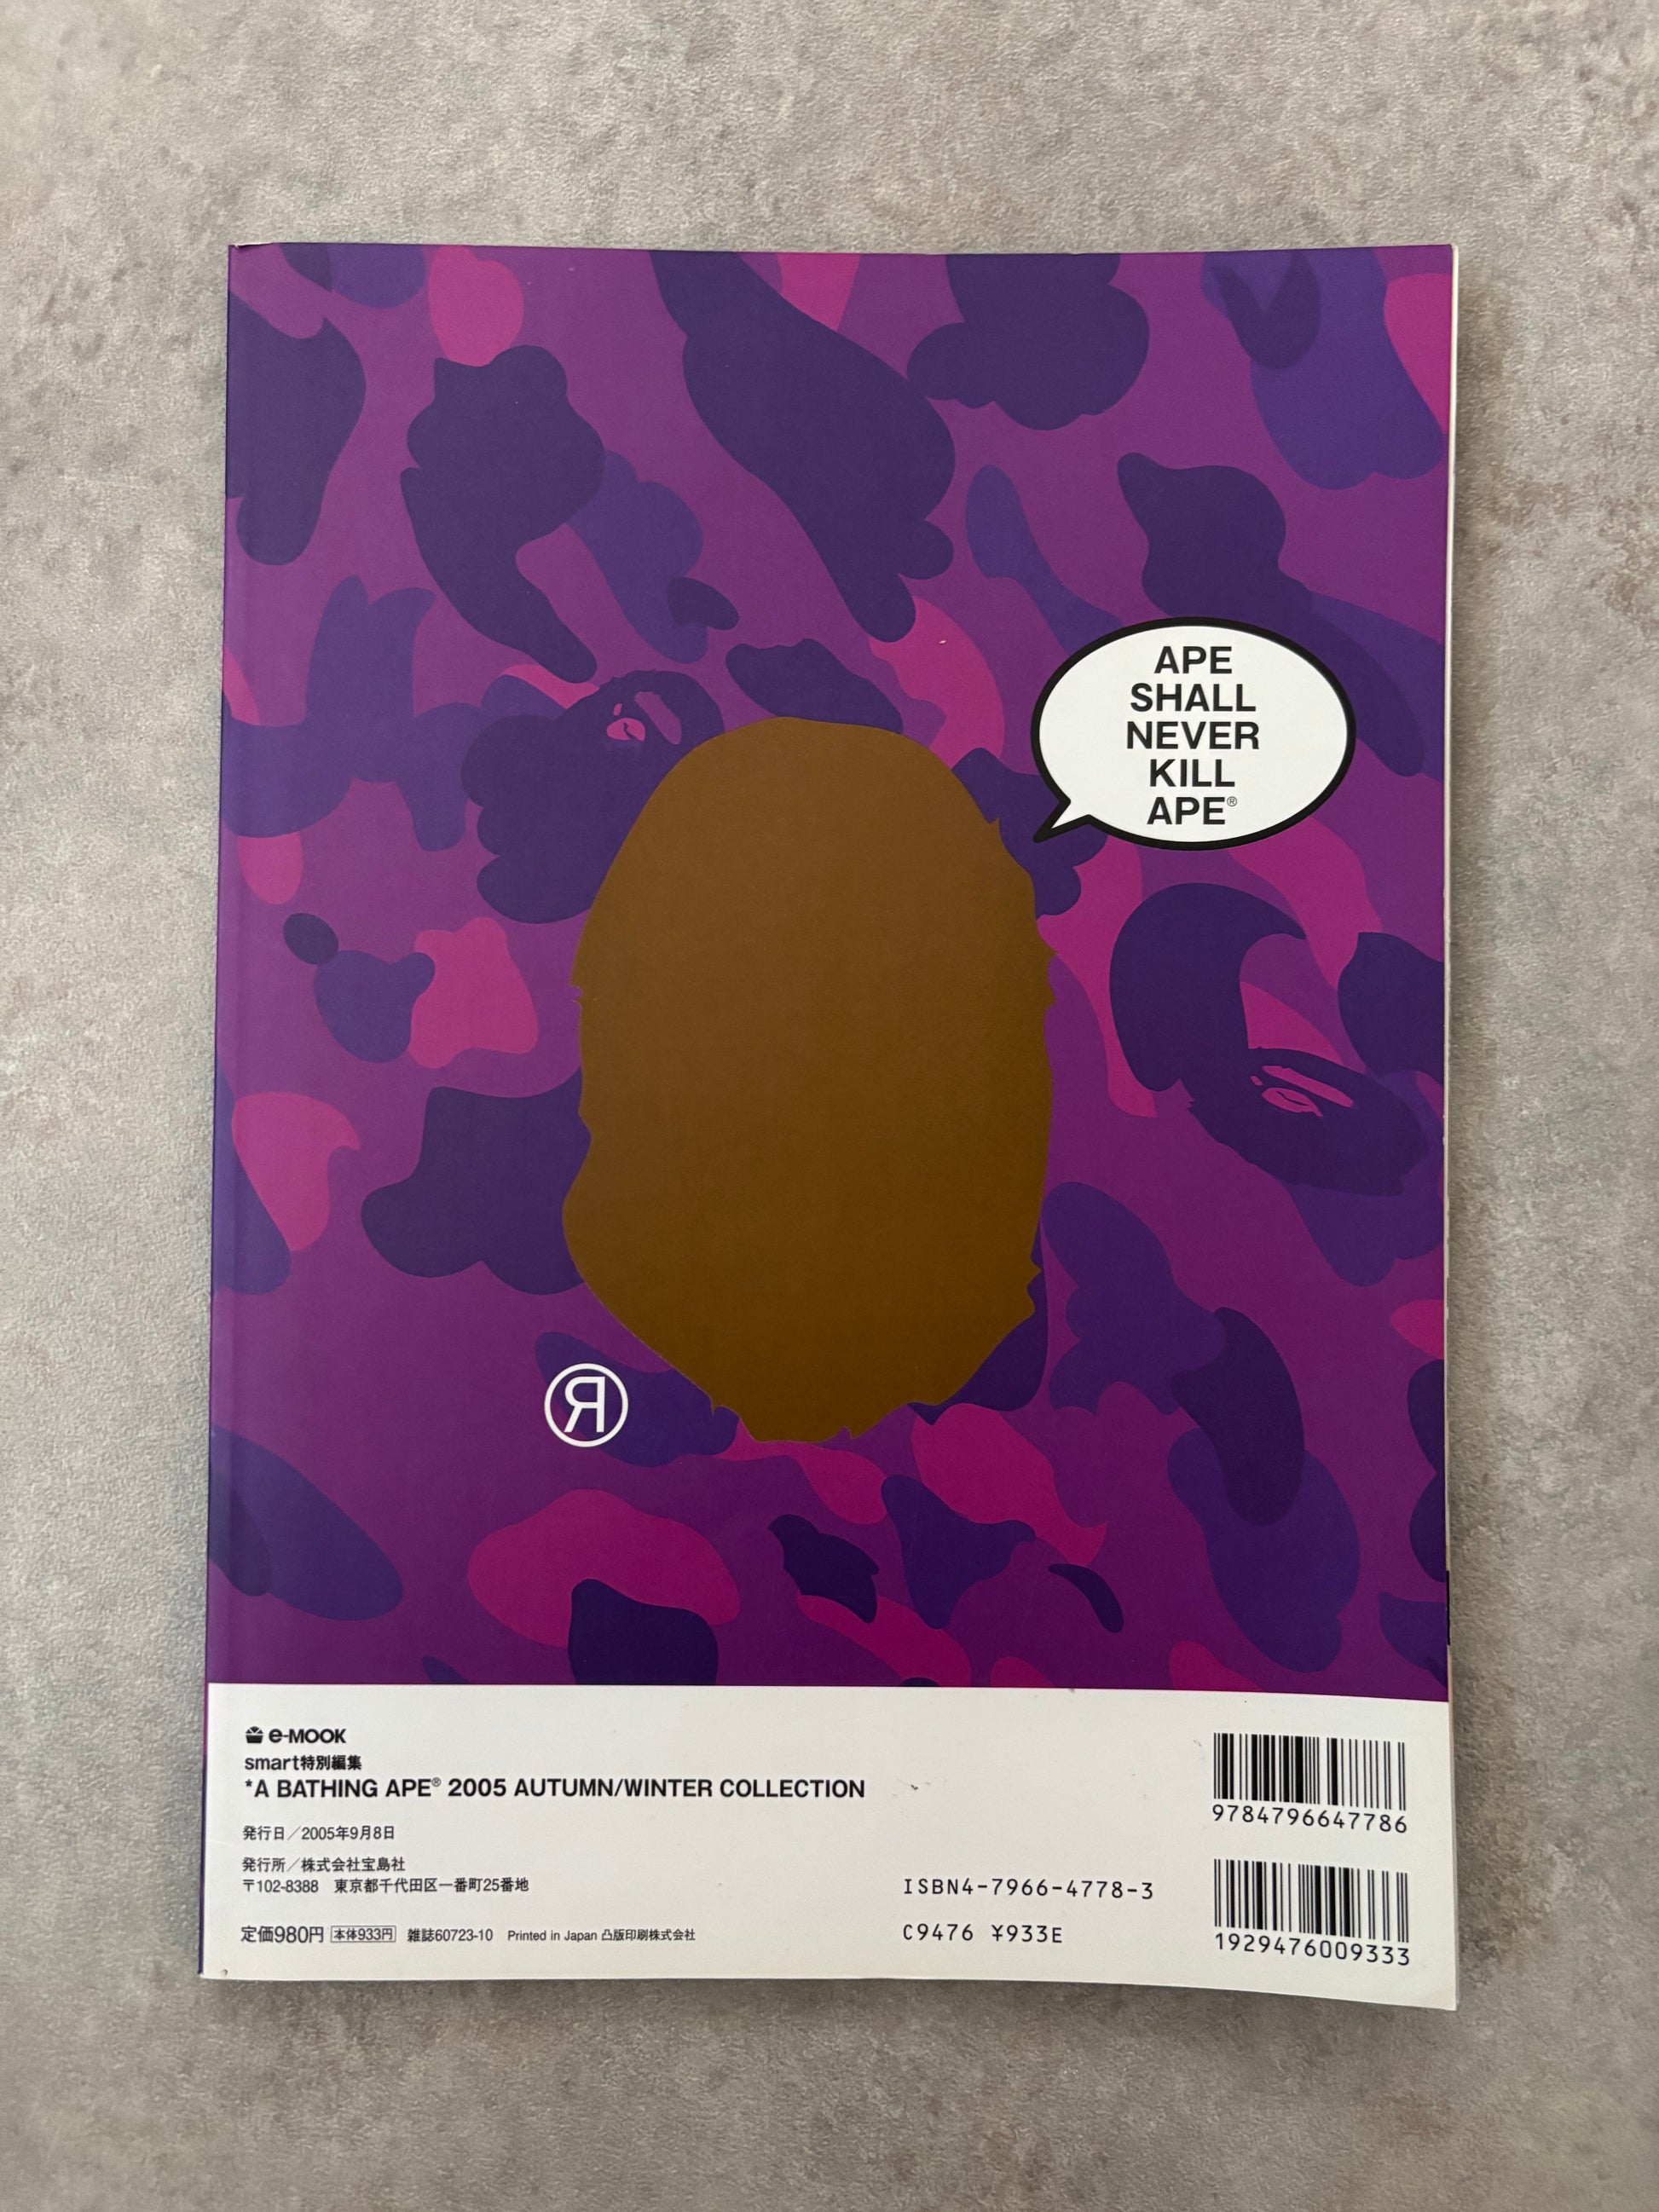 APE
SHALL
NEVER
KILL
APE®
Я
e-MOOK
smart特別編集
*A BATHING APE® 2005 AUTUMN/WINTER COLLECTION
発行日／2005年9月8日
発行所／株式会社宝島社
〒102-8388　東京都千代田区一番町25番地
定価980円 本体933円 雑誌60723-10 Printed in Japan 凸版印刷株式会社
ISBN4-7966-4778-3
C9476 ¥933E
9784796647786
1929476009333